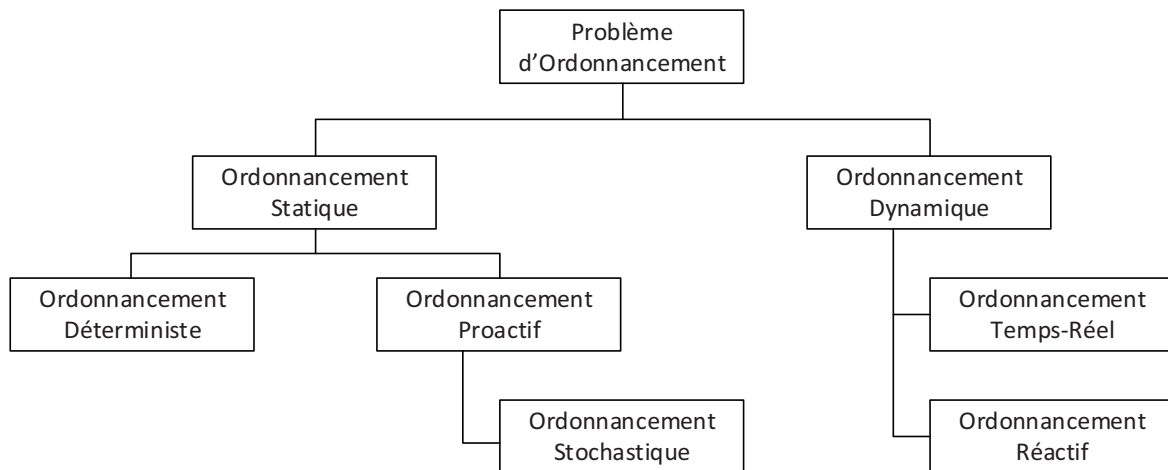 Problème
d’Ordonnancement
Ordonnancement
Statique
Ordonnancement
Dynamique
Ordonnancement
Déterministe
Ordonnancement
Proactif
Ordonnancement
Temps-Réel
Ordonnancement
Stochastique
Ordonnancement
Réactif